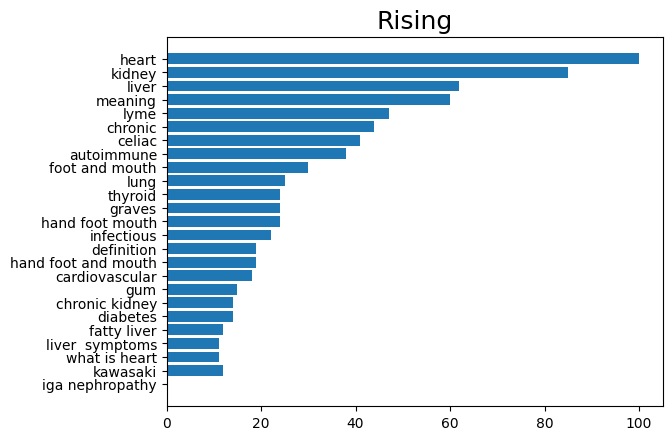 Rising
heart
kidney
liver
meaning
lyme
chronic
celiac
autoimmune
foot and mouth
lung
thyroid
graves
hand foot mouth
infectious
definition
hand foot and mouth
cardiovascular
gum
chronic kidney
diabetes
fatty liver
liver  symptoms
what is heart
kawasaki
iga nephropathy
0 20 40 60 80 100